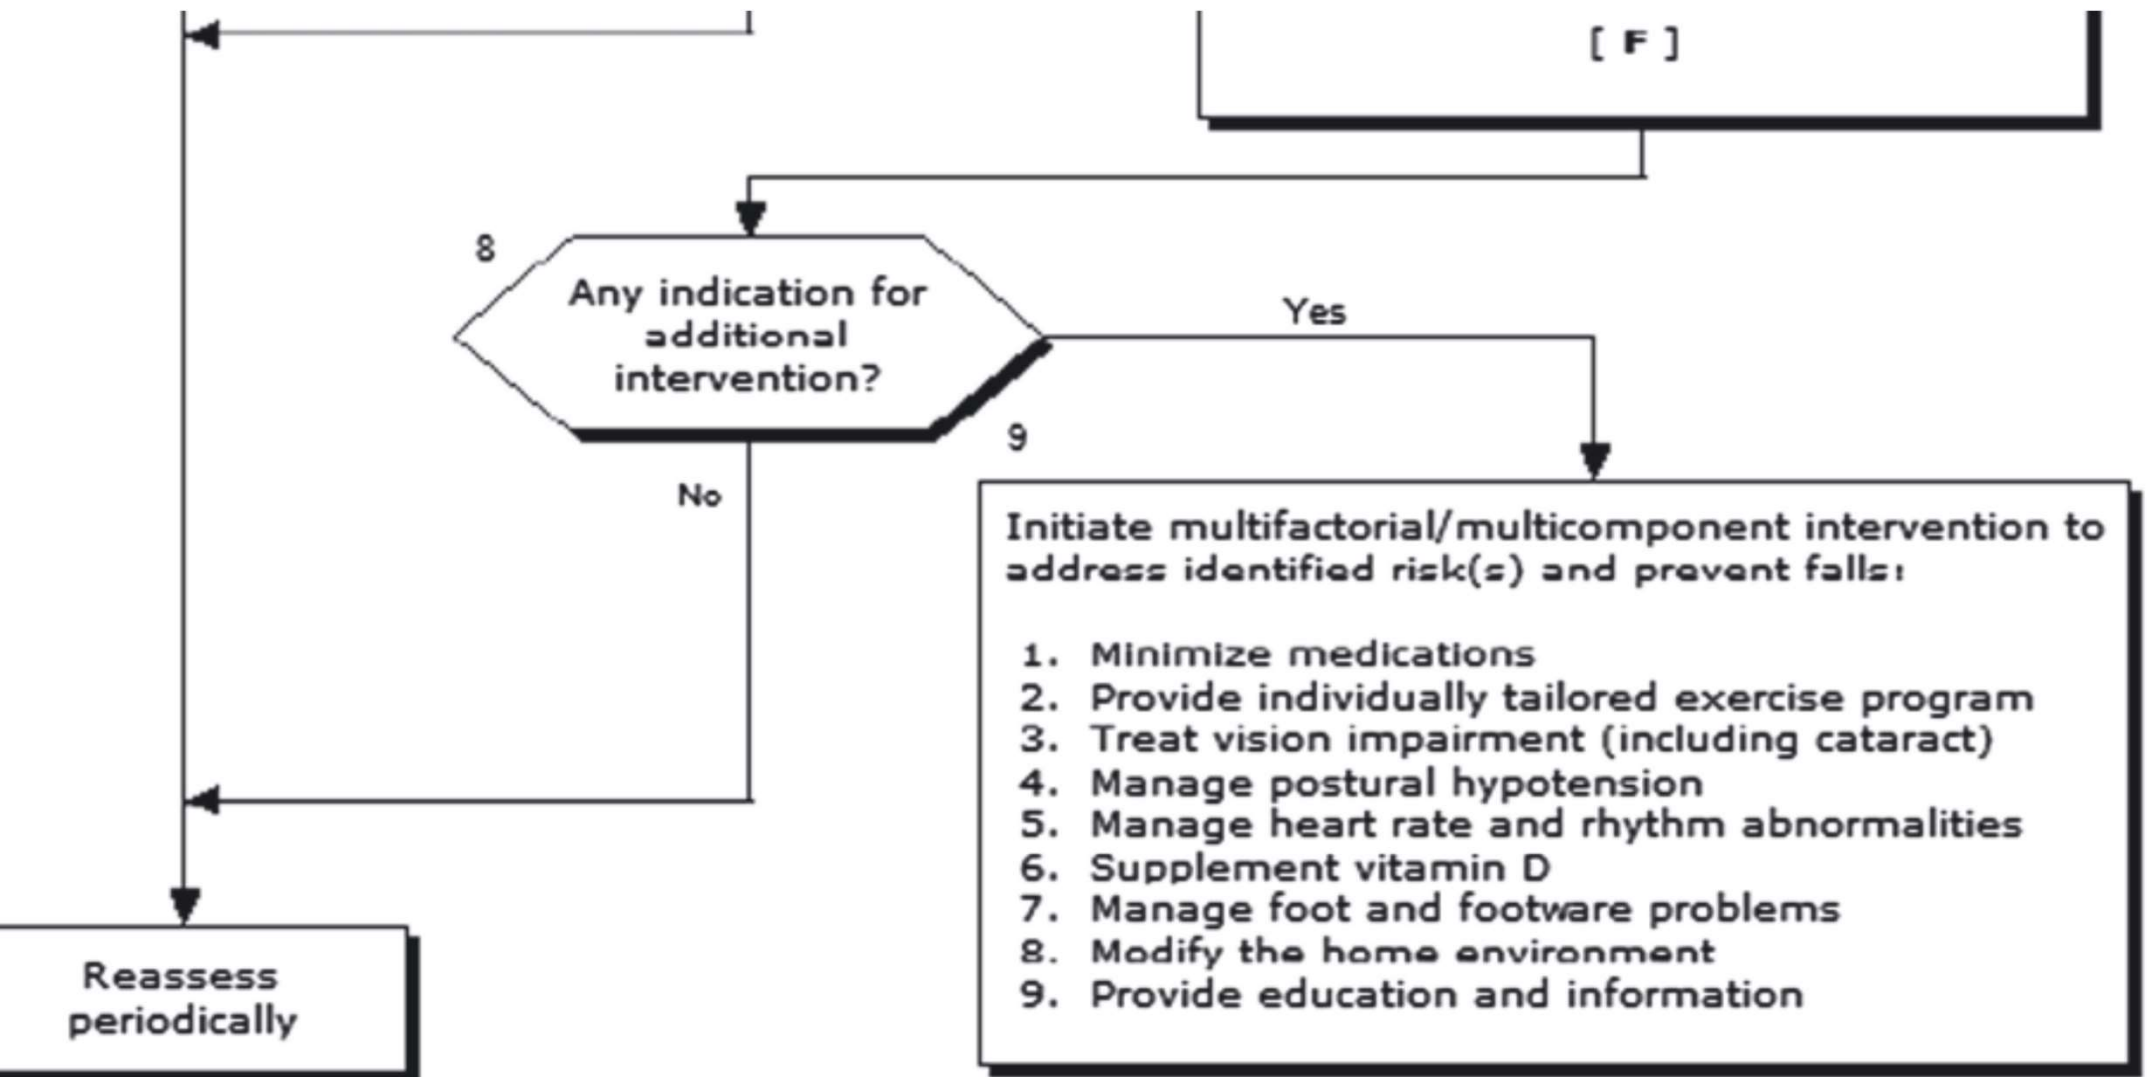 [ F ]
8
Any indication for
additional
intervention?
Yes
9
No
Initiate multifactorial/multicomponent intervention to
address identified risk(s) and prevent falls:
1. Minimize medications
2. Provide individually tailored exercise program
3. Treat vision impairment (including cataract)
4. Manage postural hypotension
5. Manage heart rate and rhythm abnormalities
6. Supplement vitamin D
7. Manage foot and footware problems
8. Modify the home environment
9. Provide education and information
Reassess
periodically